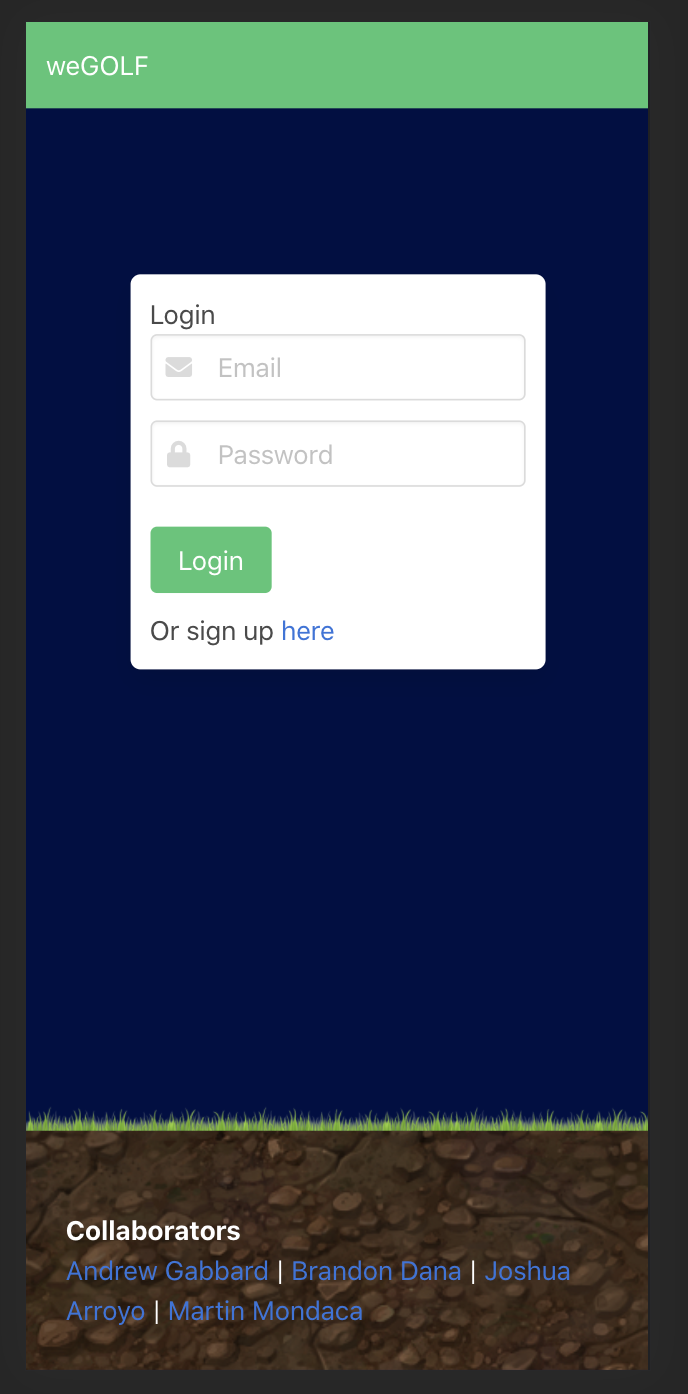 weGOLF
Login
Email
Password
Login
Or sign up here
Collaborators
Andrew Gabbard | Brandon Dana | Joshua
Arroyo | Martin Mondaca